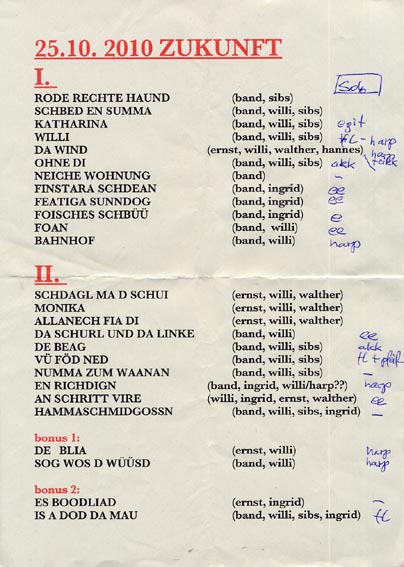 25.10. 2010 ZUKUNFT
I.
Solo
RODE RECHTE HAUND (band, sibs)
SCHBED EN SUMMA (band, willi, sibs)
KATHARINA (band, willi, sibs) egit
WILLI (band, willi, sibs) FL - harp
DA WIND (ernst, willi, walther, hannes) harp
OHNE DI (band, willi, sibs) akk
NEICHE WOHNUNG (band) –
FINSTARA SCHDEAN (band, ingrid) ee
FEATIGA SUNNDOG (band, ingrid) ee
FOISCHES SCHBÜÜ (band, ingrid) e
FOAN (band, willi) ee
BAHNHOF (band, willi) harp
II.
SCHDAGL MA D SCHUI (ernst, willi, walther)
MONIKA (ernst, willi, walther)
ALLANECH FIA DI (ernst, willi, walther)
DA SCHURL UND DA LINKE (band, willi) ee
DE BEAG (band, willi, sibs) akk
VÜ FÖD NED (band, willi, sibs) fl +
NUMMA ZUM WAANAN (band, willi, sibs) –
EN RICHDIGN (band, ingrid, willi/harp??) harp
AN SCHRITT VIRE (willi, ingrid, ernst, walther) ee
HAMMASCHMIDGOSSN (band, willi, sibs, ingrid) –
bonus 1:
DE BLIA (ernst, willi) harp
SOG WOS D WÜÜSD (band, willi) harp
bonus 2:
ES BOODLIAD (ernst, ingrid) –
IS A DOD DA MAU (band, willi, sibs, ingrid) fL